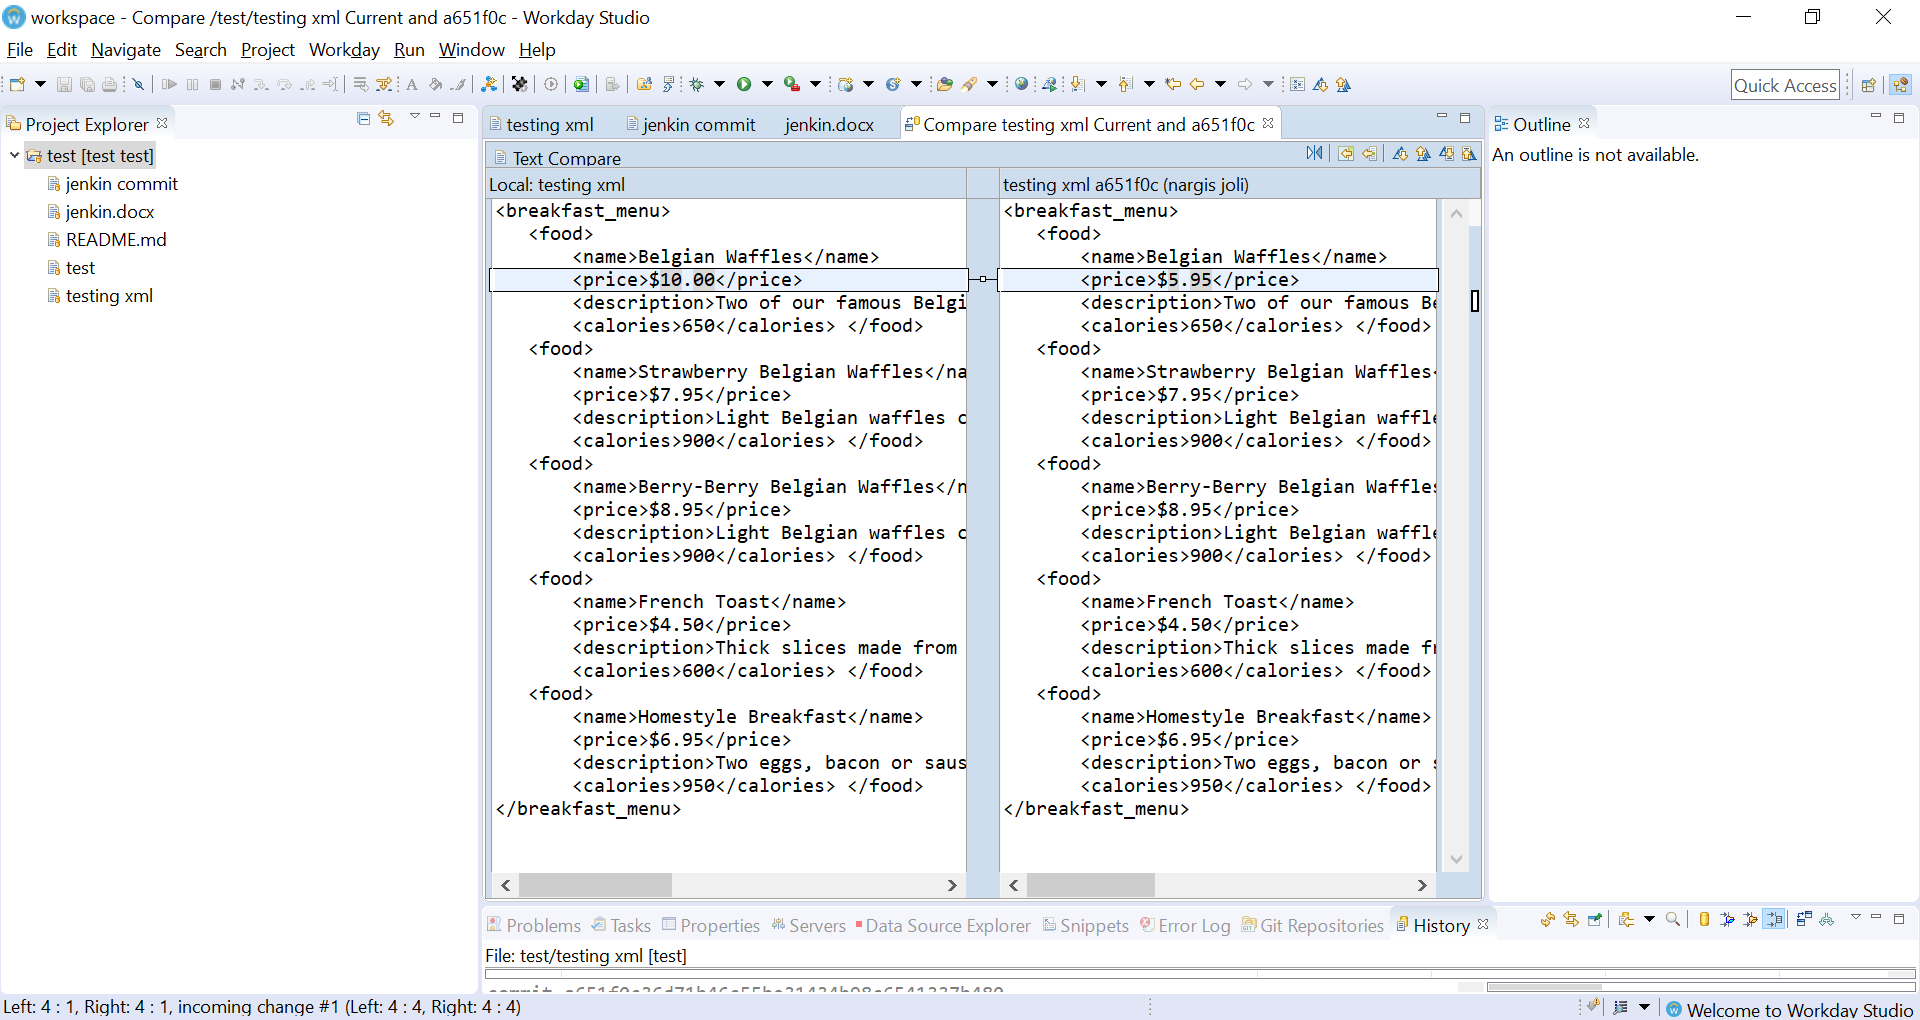 workspace - Compare /test/testing xml Current and a651f0c - Workday Studio
File Edit Navigate Search Project Workday Run Window Help
Quick Access
Project Explorer
test [test test]
jenkin commit
jenkin.docx
README.md
test
testing xml
testing xml jenkin commit jenkin.docx Compare testing xml Current and a651f0c
Text Compare
Local: testing xml
<breakfast_menu>
<food>
<name>Belgian Waffles</name>
<price>$10.00</price>
<description>Two of our famous Belgi
<calories>650</calories> </food>
<food>
<name>Strawberry Belgian Waffles</na
<price>$7.95</price>
<description>Light Belgian waffles c
<calories>900</calories> </food>
<food>
<name>Berry-Berry Belgian Waffles</n
<price>$8.95</price>
<description>Light Belgian waffles c
<calories>900</calories> </food>
<food>
<name>French Toast</name>
<price>$4.50</price>
<description>Thick slices made from
<calories>600</calories> </food>
<food>
<name>Homestyle Breakfast</name>
<price>$6.95</price>
<description>Two eggs, bacon or saus
<calories>950</calories> </food>
</breakfast_menu>
testing xml a651f0c (nargis joli)
<breakfast_menu>
<food>
<name>Belgian Waffles</name>
<price>$5.95</price>
<description>Two of our famous Be
<calories>650</calories> </food>
<food>
<name>Strawberry Belgian Waffles
<price>$7.95</price>
<description>Light Belgian waffle
<calories>900</calories> </food>
<food>
<name>Berry-Berry Belgian Waffles
<price>$8.95</price>
<description>Light Belgian waffle
<calories>900</calories> </food>
<food>
<name>French Toast</name>
<price>$4.50</price>
<description>Thick slices made fr
<calories>600</calories> </food>
<food>
<name>Homestyle Breakfast</name>
<price>$6.95</price>
<description>Two eggs, bacon or s
<calories>950</calories> </food>
</breakfast_menu>
Outline
An outline is not available.
Problems Tasks Properties Servers Data Source Explorer Snippets Error Log Git Repositories History
File: test/testing xml [test]
commit
Left: 4 : 1, Right: 4 : 1, incoming change #1 (Left: 4 : 4, Right: 4 : 4)
Welcome to Workday Studio